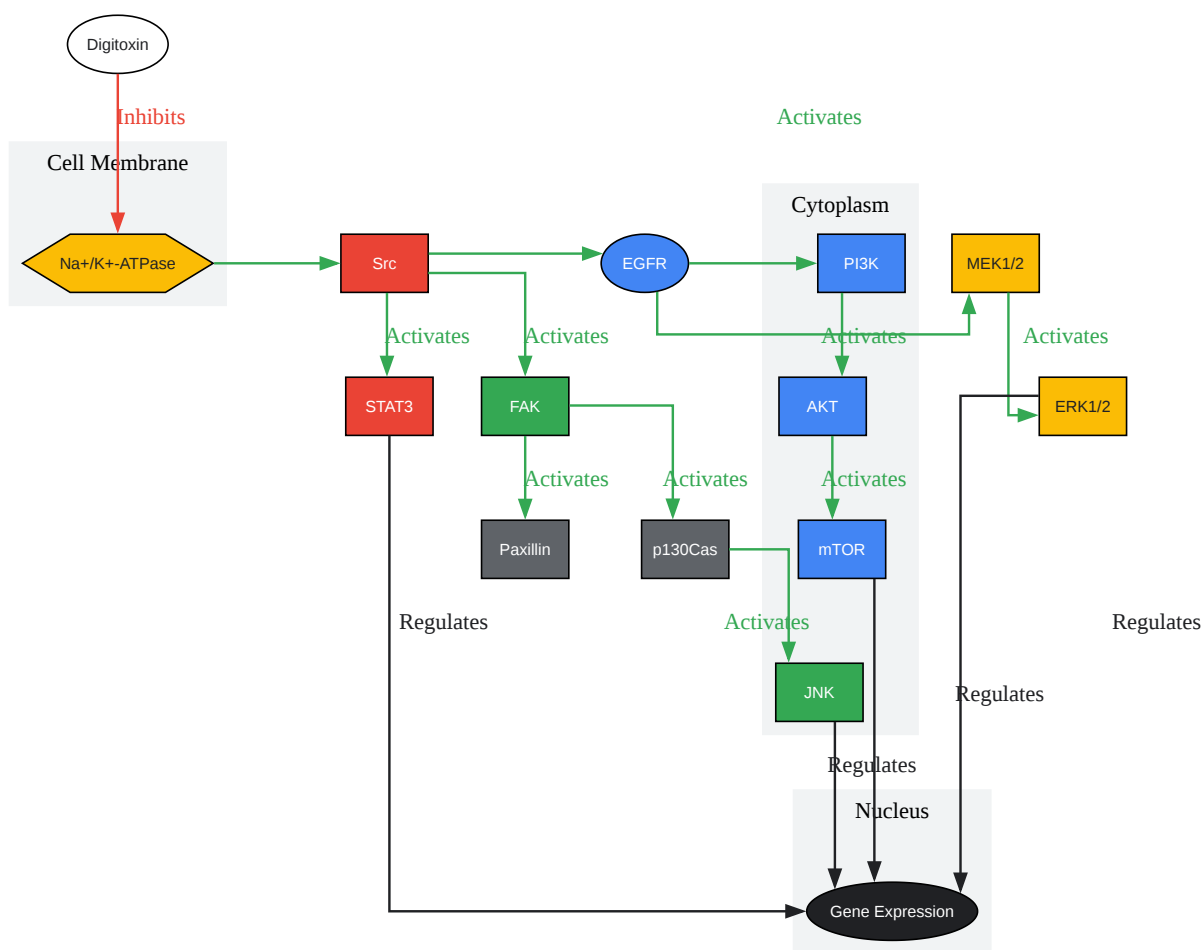 Digitoxin
Inhibits
Activates
Cell Membrane
Cytoplasm
Na+/K+-ATPase
Src
EGFR
PI3K
MEK1/2
Activates
Activates
Activates
Activates
STAT3
FAK
AKT
ERK1/2
Activates
Activates
Activates
Paxillin
p130Cas
mTOR
Regulates
Activates
Regulates
JNK
Regulates
Regulates
Nucleus
Gene Expression